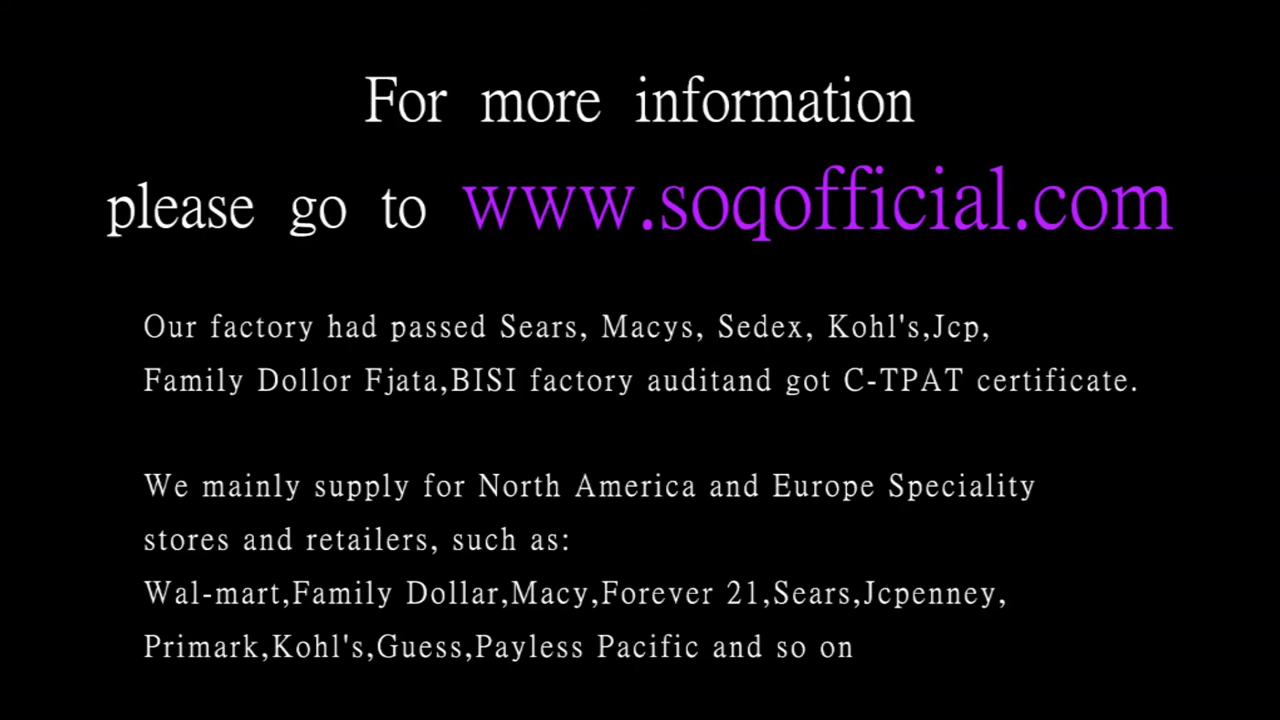 For more information
please go to www.soqofficial.com
Our factory had passed Sears, Macys, Sedex, Kohl's,Jcp,
Family Dollor Fjata,BISI factory auditand got C-TPAT certificate.
We mainly supply for North America and Europe Speciality
stores and retailers, such as:
Wal-mart,Family Dollar,Macy,Forever 21,Sears,Jcpenney,
Primark,Kohl's,Guess,Payless Pacific and so on